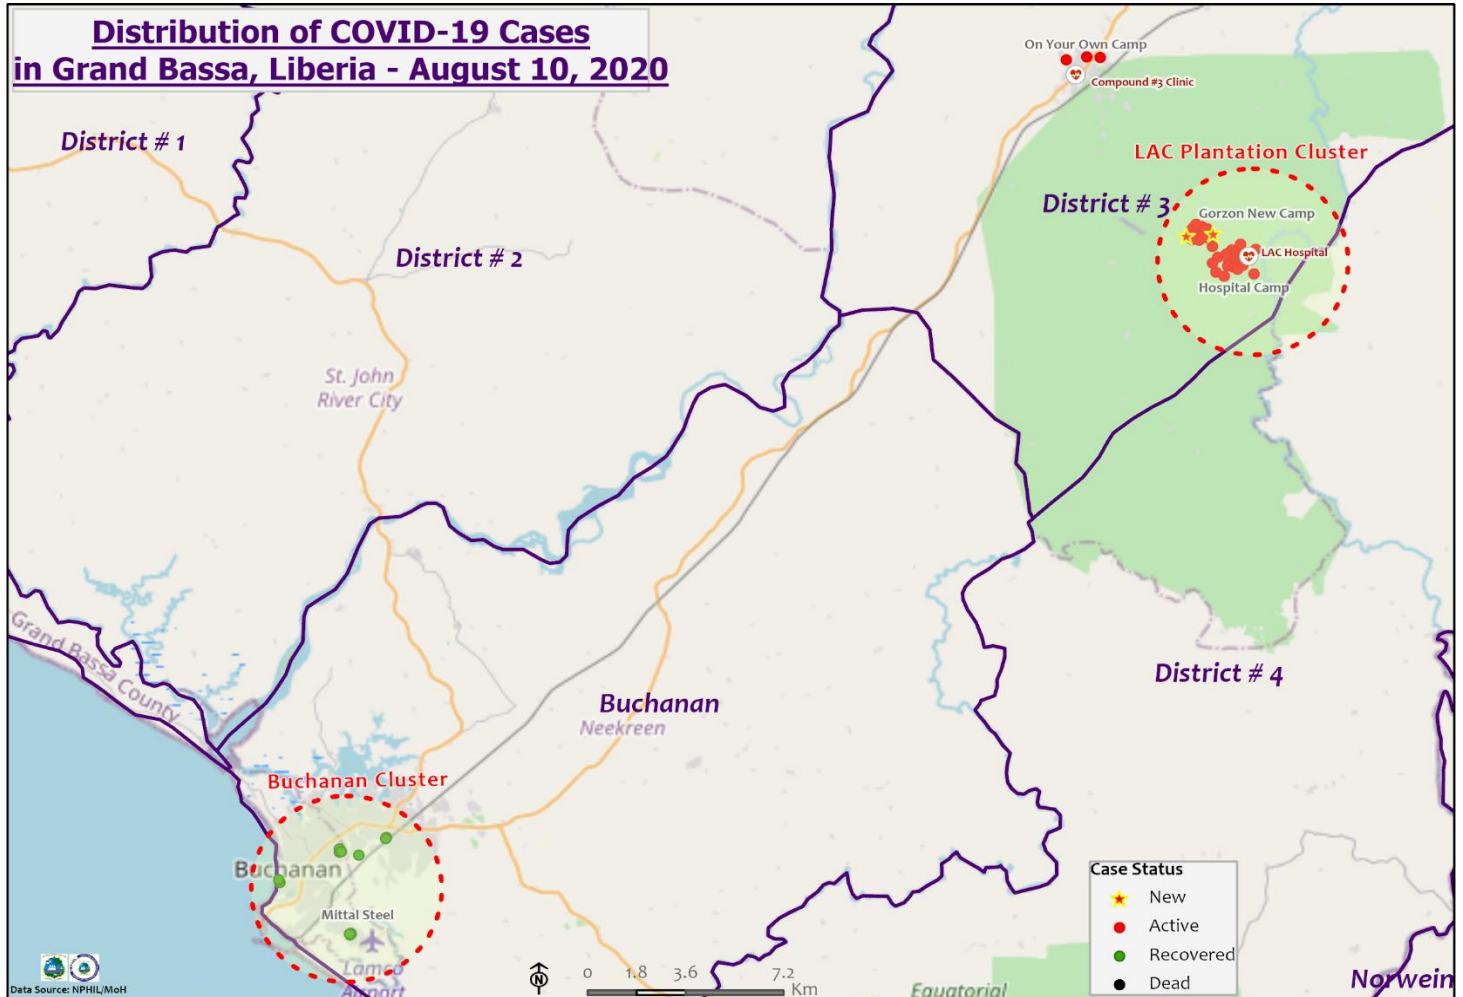 Distribution of COVID-19 Cases
in Grand Bassa, Liberia - August 10, 2020
On Your Own Camp
Compound #3 Clinic
District # 1
LAC Plantation Cluster
District # 3
Gorzon New Camp
District # 2
LAC Hospital
Hospital Camp
St. John
River City
Grand Bassa County
District # 4
Buchanan
Neekreen
Buchanan Cluster
Buchanan
Mittal Steel
Lamco
Airport
Case Status
New
Active
Recovered
Dead
N
0 1.8 3.6 7.2
Km
Equatorial
Norwein
Data Source: NPHIL/MoH